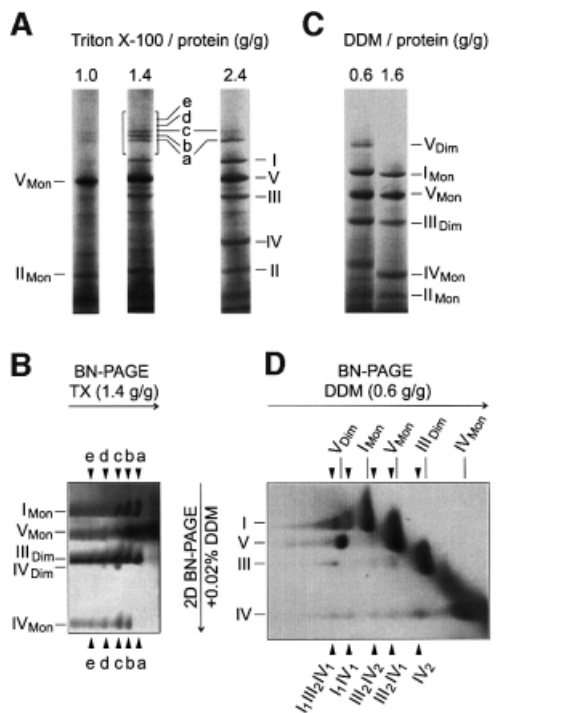 A
Triton X-100 / protein (g/g)
1.0 1.4 2.4
e
d
c
b
a
I
V
III
IV
II
VMon
IIMon
C
DDM / protein (g/g)
0.6 1.6
VDim
IMon
VMon
IIIDim
IVMon
IIMon
B
BN-PAGE
TX (1.4 g/g)
e d c b a
IMon
VMon
IIIDim
IVDim
IVMon
e d c b a
2D BN-PAGE
+0.02% DDM
D
BN-PAGE
DDM (0.6 g/g)
VDim IMon VMon IIIDim IVMon
I
V
III
IV
I1III2IV1 I1IV1 III2IV2 III2IV1 IV2